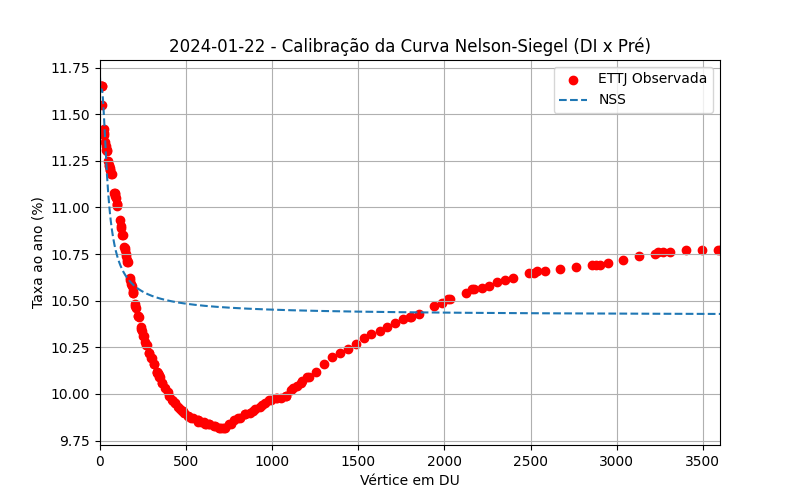 2024-01-22 - Calibração da Curva Nelson-Siegel (DI x Pré)
ETTJ Observada
NSS
Taxa ao ano (%)
11.75
11.50
11.25
11.00
10.75
10.50
10.25
10.00
9.75
0 500 1000 1500 2000 2500 3000 3500
Vértice em DU